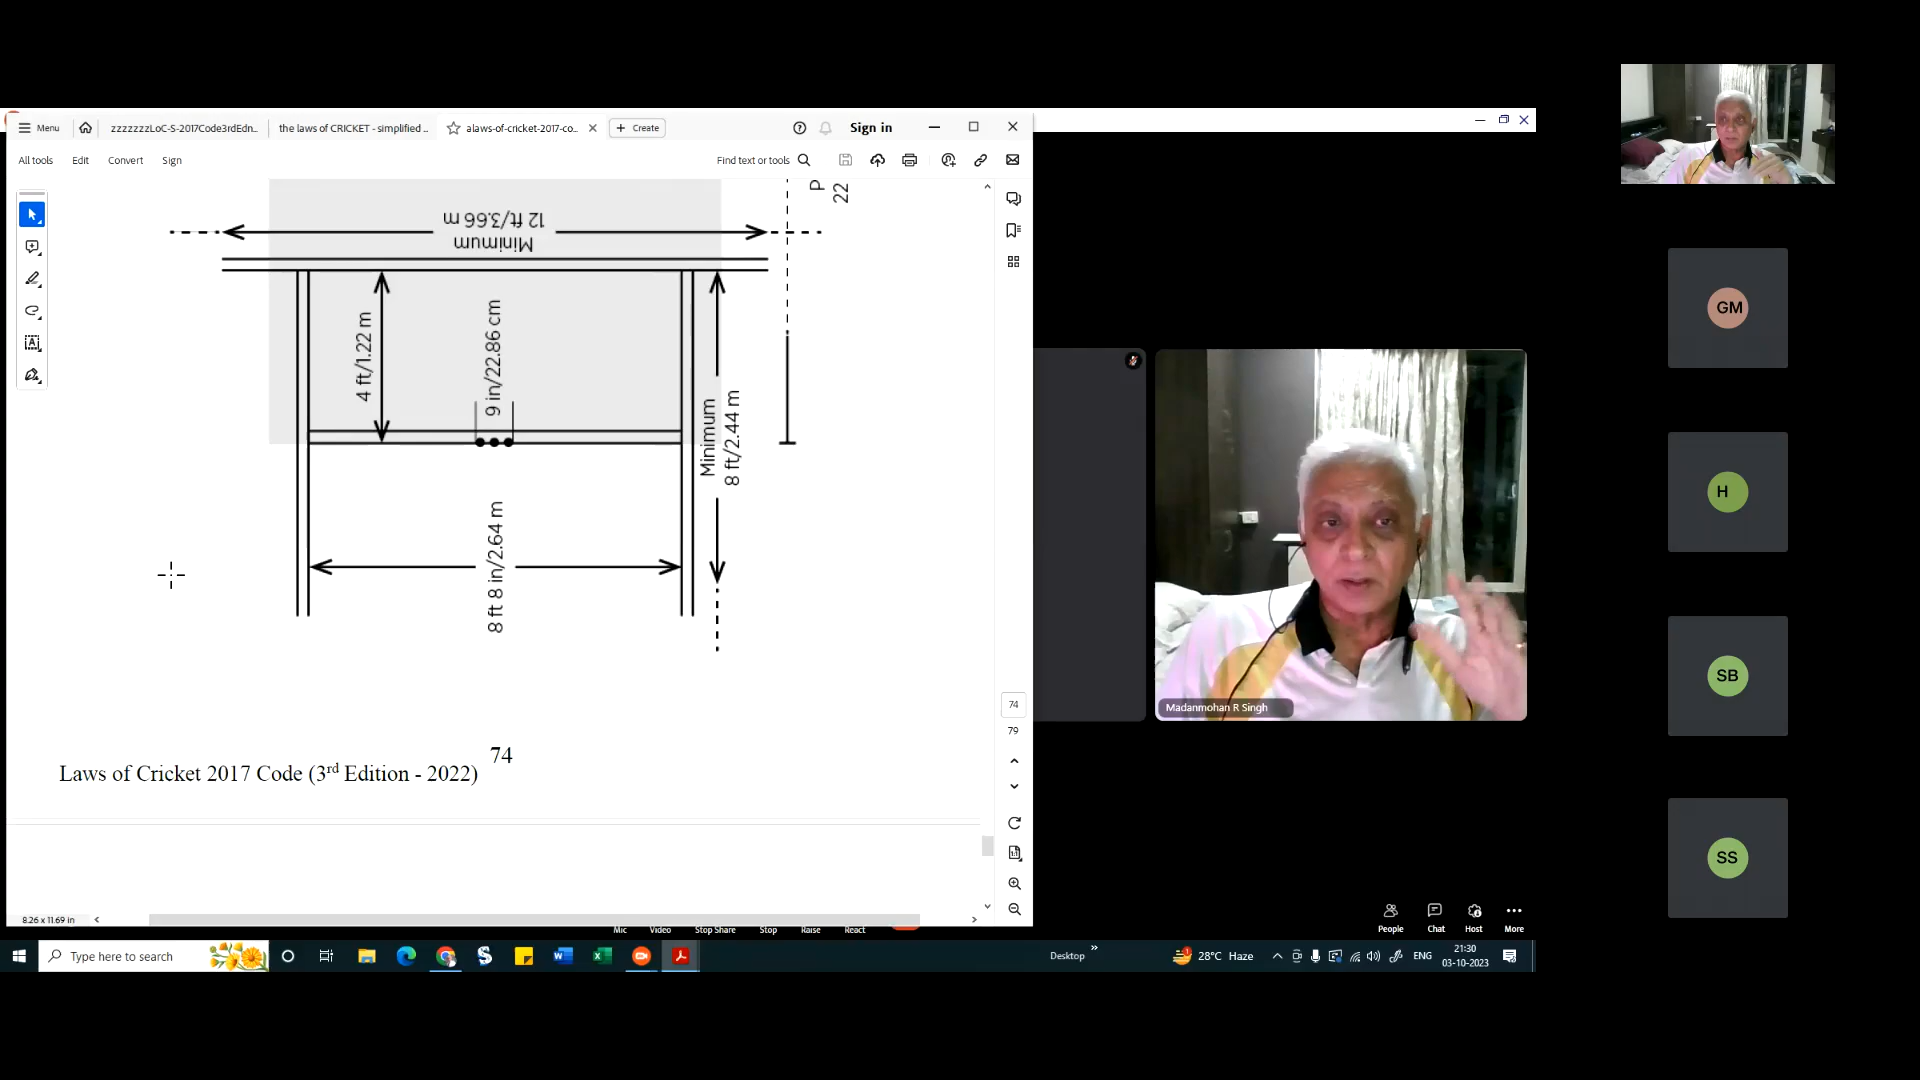 Menu
zzzzzzzLoC-S-2017Code3rdEdn...
the laws of CRICKET - simplified ...
alaws-of-cricket-2017-co...
Create
Sign in
All tools
Edit
Convert
Sign
Find text or tools
P
22
12 ft/3.66 m
Minimum
4 ft/1.22 m
9 in/22.86 cm
Minimum
8 ft/2.44 m
8 ft 8 in/2.64 m
74
79
74
Laws of Cricket 2017 Code (3rd Edition - 2022)
8.26 x 11.69 in
Madanmohan R Singh
GM
H
SB
SS
Mic
Video
Stop Share
Stop
Raise
React
People
Chat
Host
More
Type here to search
Desktop
28°C Haze
ENG
21:30
03-10-2023